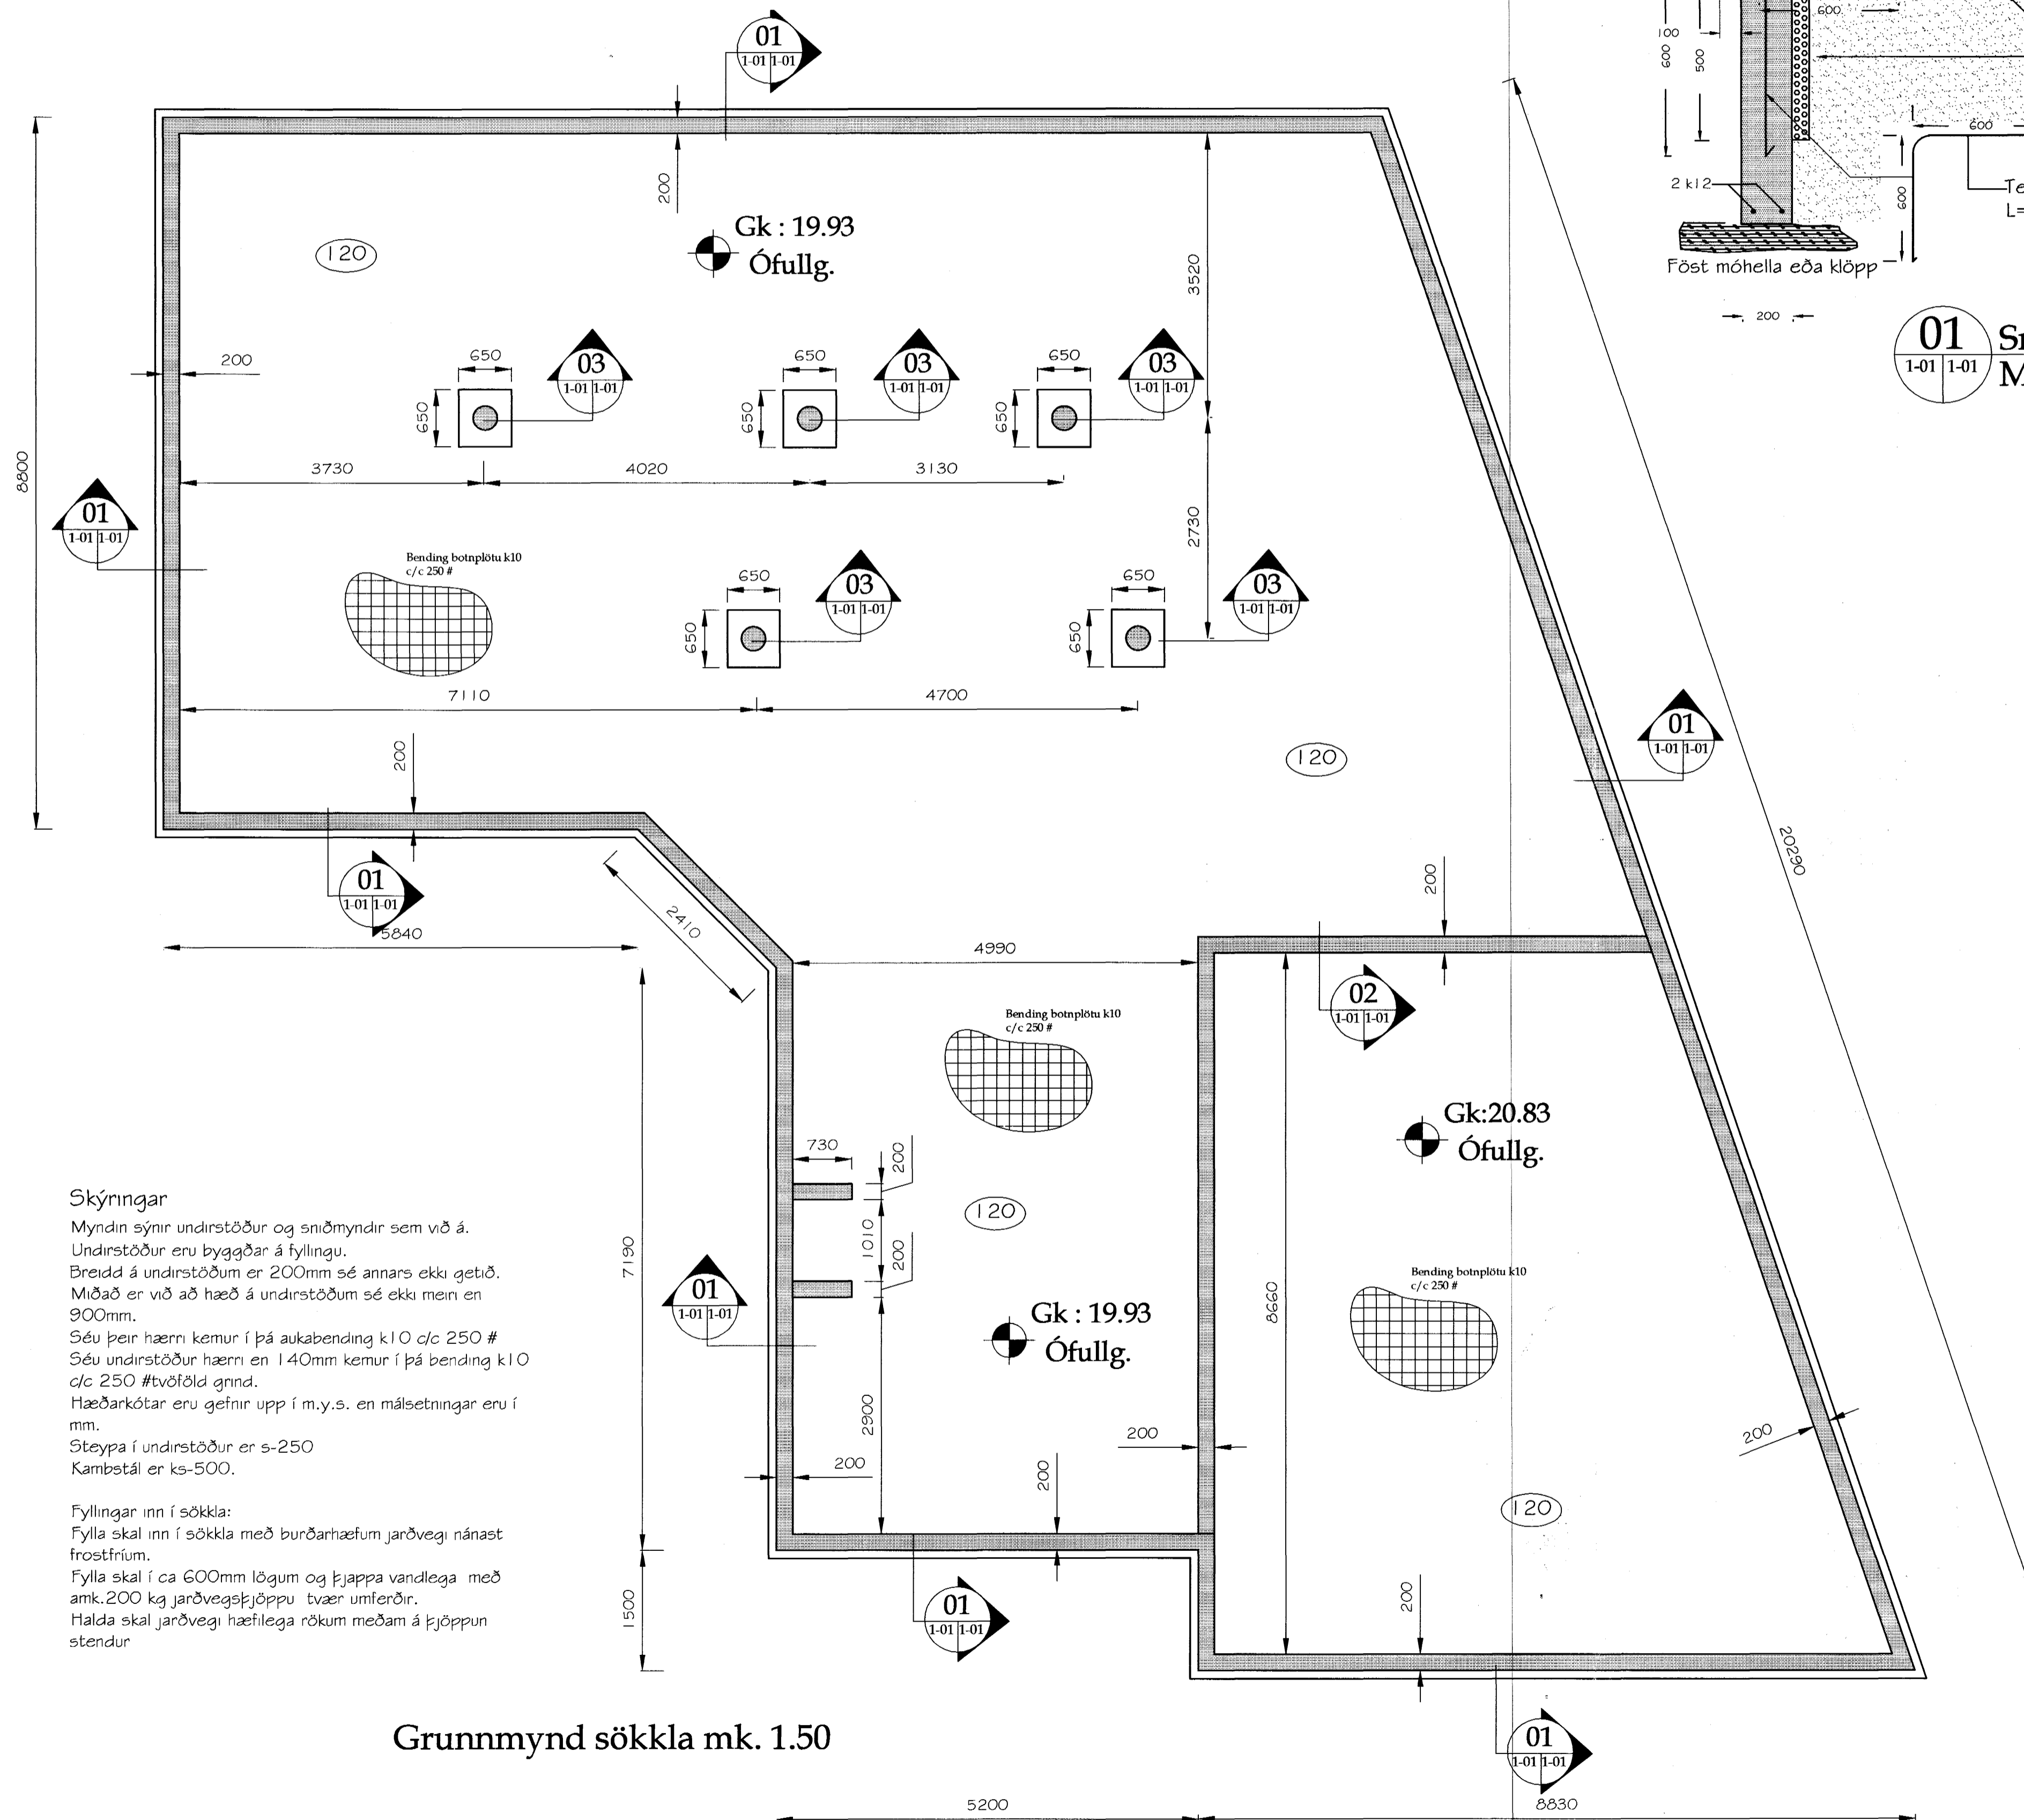 01
1-01 1-01
200
Gk : 19.93
Ófullg.
120
3520
8800
200
650
03
1-01 1-01
650
03
1-01 1-01
650
03
1-01 1-01
650
650
650
3730
4020
3130
01
1-01 1-01
2730
Bending botnplötu k10
c/c 250 #
650
03
1-01 1-01
650
03
1-01 1-01
650
650
7110
4700
200
120
01
1-01 1-01
20290
01
1-01 1-01
5840
2410
4990
200
02
1-01 1-01
Bending botnplötu k10
c/c 250 #
Gk:20.83
Ófullg.
730
200
1010
200
120
7190
01
1-01 1-01
Gk : 19.93
Ófullg.
8660
Bending botnplötu k10
c/c 250 #
2900
200
200
200
200
120
1500
01
1-01 1-01
200
01
1-01 1-01
Skýringar
Myndin sýnir undirstöður og sniðmyndir sem við á.
Undirstöður eru byggðar á fyllingu.
Breidd á undirstöðum er 200mm sé annars ekki getið.
Miðað er við að hæð á undirstöðum sé ekki meiri en
900mm.
Séu þeir hærri kemur í þá aukabending k10 c/c 250 #
Séu undirstöður hærri en 140mm kemur í þá bending k10
c/c 250 #tvöföld grind.
Hæðarkótar eru gefnir upp í m.y.s. en málsetningar eru í
mm.
Steypa í undirstöður er s-250
Kambstál er ks-500.
Fyllingar inn í sökkla:
Fylla skal inn í sökkla með burðarhæfum jarðvegi nánast
frostfríum.
Fylla skal í ca 600mm lögum og þjappa vandlega með
amk.200 kg jarðvegsþjöppu tvær umferðir.
Halda skal jarðvegi hæfilega rökum meðam á þjöppun
stendur
Grunnmynd sökkla mk. 1.50
5200
8830
600
100
600
500
600
600
2 k12
Te
L=
Föst móhella eða klöpp
200
01
1-01 1-01